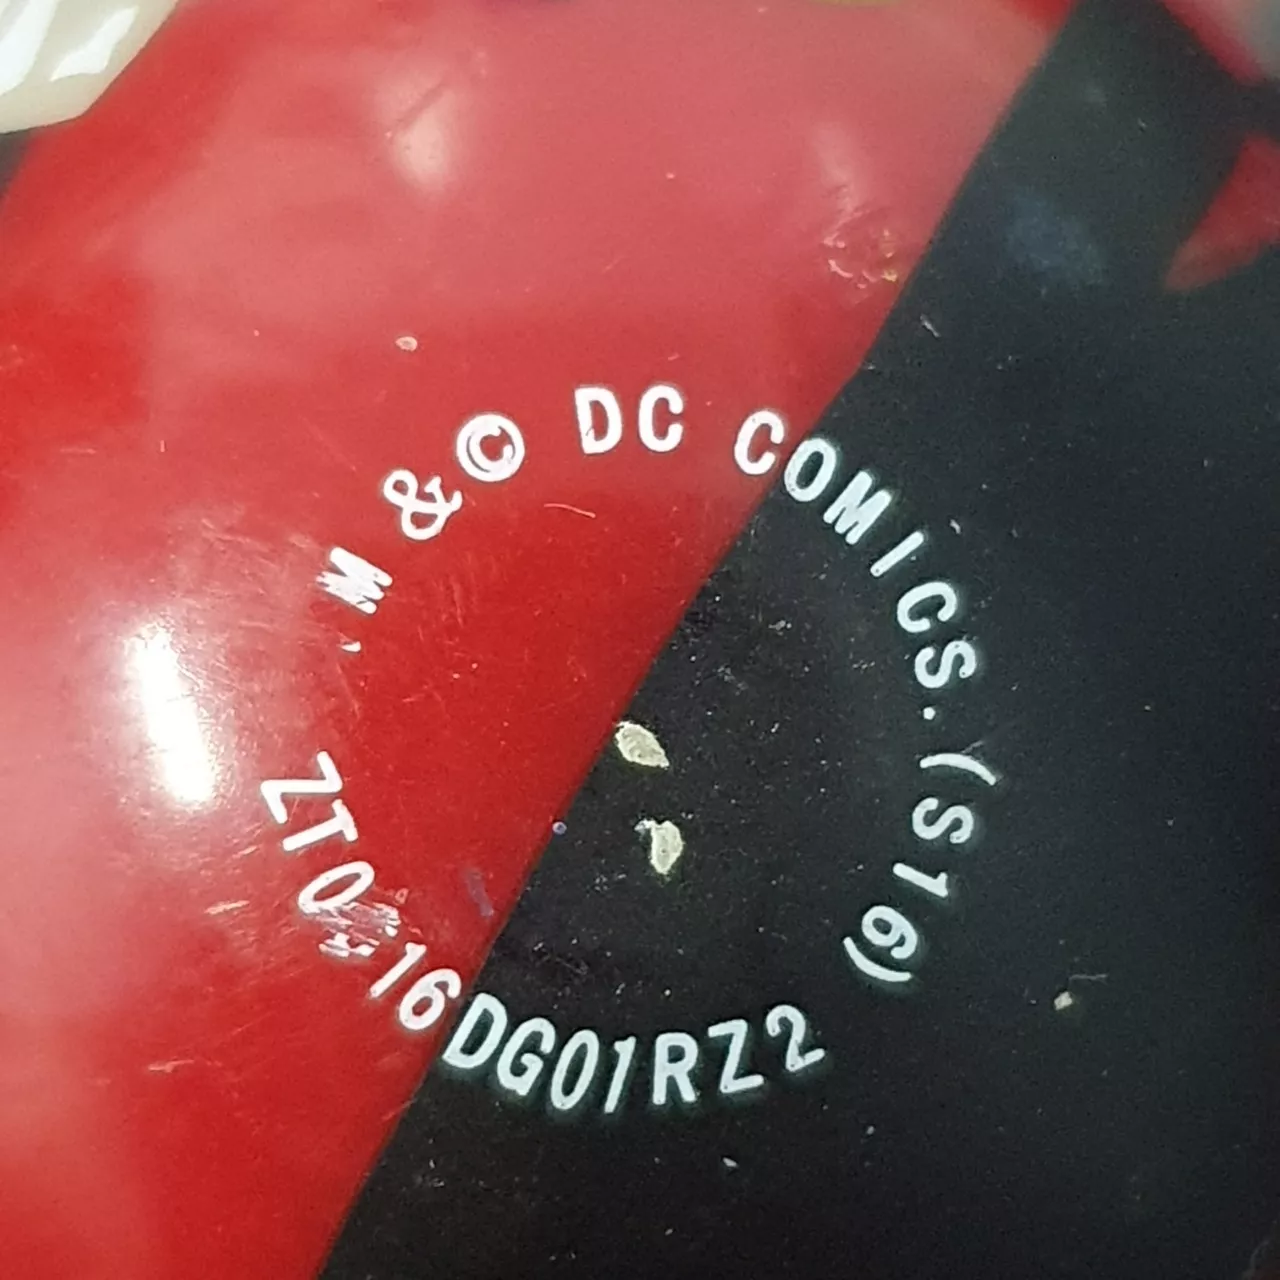 M & © DC COMICS. (S16)
ZT0 16DG01RZ2